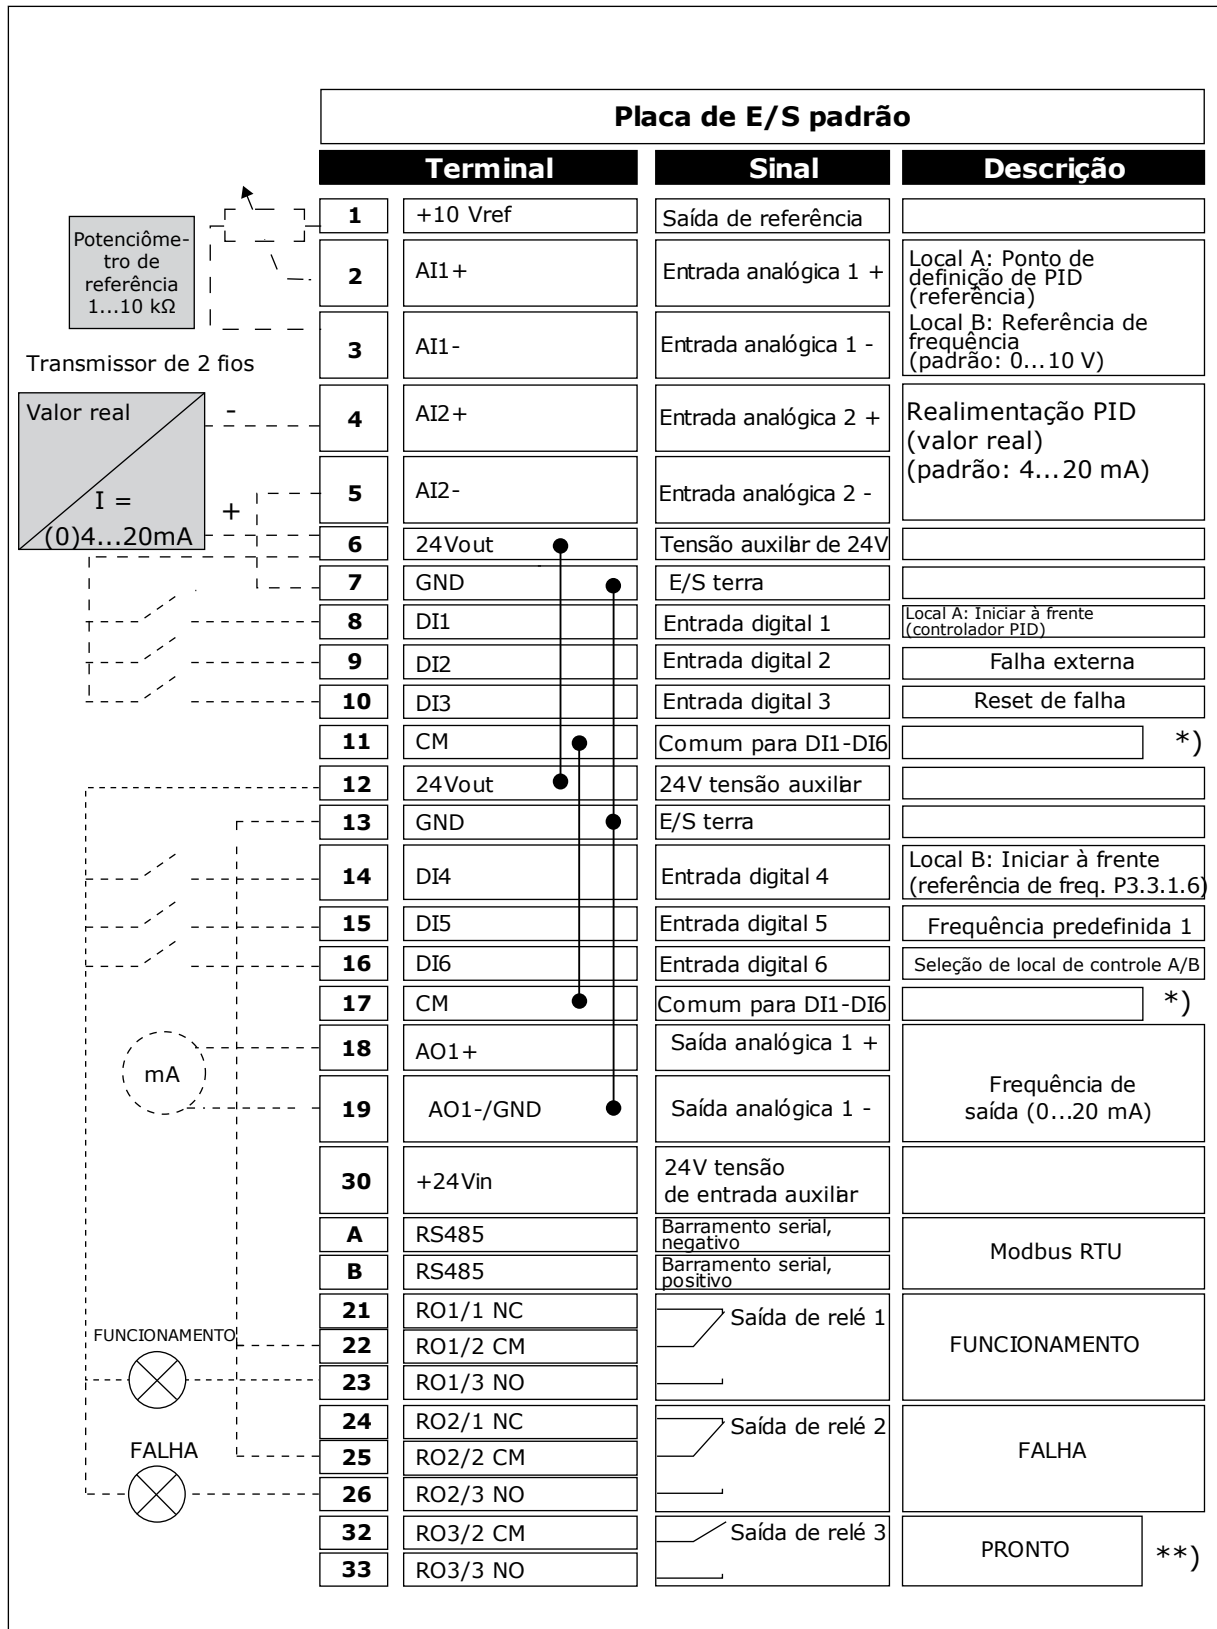 Placa de E/S padrão
Terminal Sinal Descrição
Potenciôme-
tro de
referência
1...10 kΩ
1 +10 Vref Saída de referência
2 AI1+ Entrada analógica 1 +
Local A: Ponto de
definição de PID
(referência)
Local B: Referência de
frequência
(padrão: 0...10 V)
3 AI1- Entrada analógica 1 -
Transmissor de 2 fios
Valor real
-
I =
(0)4...20mA
+
4 AI2+ Entrada analógica 2 +
Realimentação PID
(valor real)
(padrão: 4...20 mA)
5 AI2- Entrada analógica 2 -
6 24Vout Tensão auxiliar de 24V
7 GND E/S terra
8 DI1 Entrada digital 1
Local A: Iniciar à frente
(controlador PID)
9 DI2 Entrada digital 2 Falha externa
10 DI3 Entrada digital 3 Reset de falha
11 CM Comum para DI1-DI6 *)
12 24Vout 24V tensão auxiliar
13 GND E/S terra
14 DI4 Entrada digital 4
Local B: Iniciar à frente
(referência de freq. P3.3.1.6)
15 DI5 Entrada digital 5 Frequência predefinida 1
16 DI6 Entrada digital 6 Seleção de local de controle A/B
17 CM Comum para DI1-DI6 *)
mA
18 AO1+ Saída analógica 1 +
Frequência de
saída (0...20 mA)
19 AO1-/GND Saída analógica 1 -
30 +24Vin
24V tensão
de entrada auxiliar
A RS485
Barramento serial,
negativo
Modbus RTU
B RS485
Barramento serial,
positivo
21 RO1/1 NC Saída de relé 1
FUNCIONAMENTO
22 RO1/2 CM FUNCIONAMENTO
23 RO1/3 NO
24 RO2/1 NC Saída de relé 2
FALHA
25 RO2/2 CM FALHA
26 RO2/3 NO
32 RO3/2 CM Saída de relé 3
PRONTO **)
33 RO3/3 NO